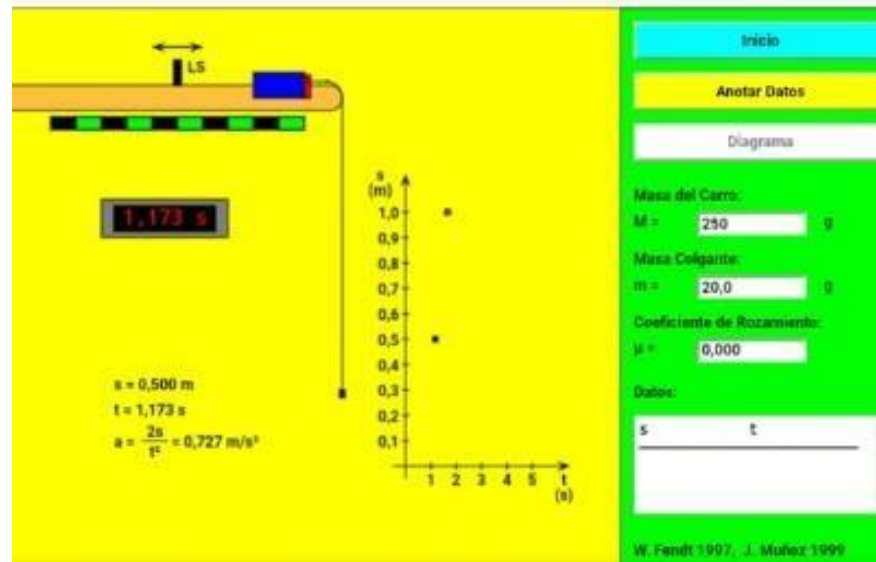 LS
1,173 s
s = 0,500 m
t = 1,173 s
a = 2s/t² = 0,727 m/s²
s
(m)
1,0
0,9
0,8
0,7
0,6
0,5
0,4
0,3
0,2
0,1
1 2 3 4 5 t
(s)
Inicio
Anotar Datos
Diagrama
Masa del Carro:
M = 250 g
Masa Colgante:
m = 20,0 g
Coeficiente de Rozamiento:
μ = 0,000
Datos:
s t
W. Fendt 1997, J. Muñoz 1999